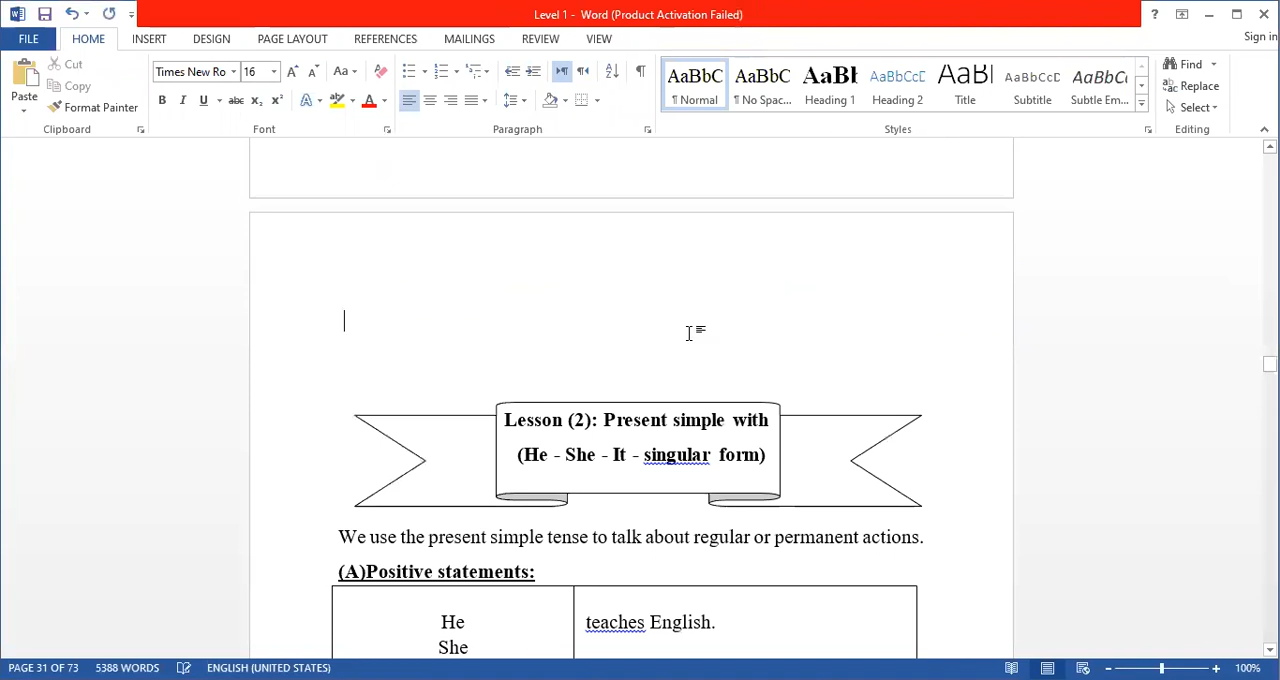 Level 1 - Word (Product Activation Failed)
FILE HOME INSERT DESIGN PAGE LAYOUT REFERENCES MAILINGS REVIEW VIEW Sign in
Paste
Cut
Copy
Format Painter
Clipboard
Times New Ro 16
Font
Paragraph
AaBbC AaBbC AaBbl AaBbCcD AaBl AaBbCcD AaBbCc
¶ Normal ¶ No Spac... Heading 1 Heading 2 Title Subtitle Subtle Em...
Styles
Find
Replace
Select
Editing
Lesson (2): Present simple with
(He - She - It - singular form)
We use the present simple tense to talk about regular or permanent actions.
(A)Positive statements:
He
She
teaches English.
PAGE 31 OF 73 5388 WORDS ENGLISH (UNITED STATES) 100%